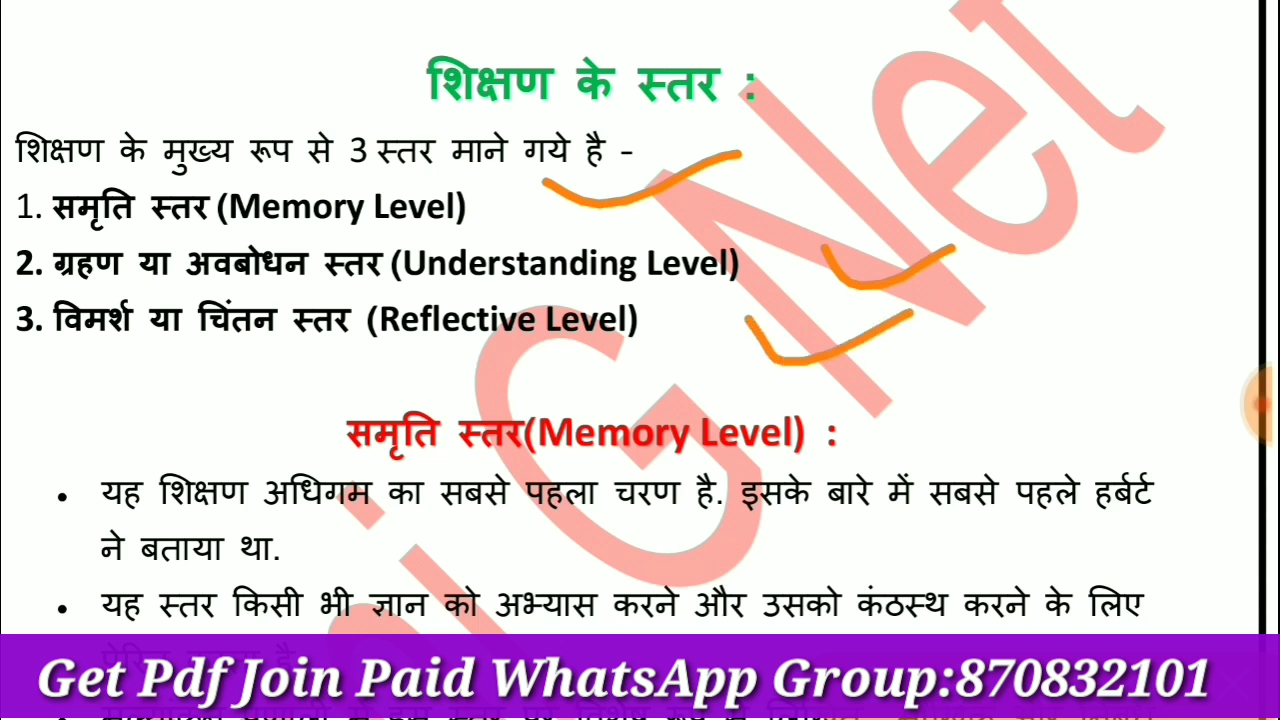 शिक्षण के स्तर :
शिक्षण के मुख्य रूप से 3 स्तर माने गये है -
1. समृति स्तर (Memory Level)
2. ग्रहण या अवबोधन स्तर (Understanding Level)
3. विमर्श या चिंतन स्तर (Reflective Level)
समृति स्तर(Memory Level) :
• यह शिक्षण अधिगम का सबसे पहला चरण है. इसके बारे में सबसे पहले हर्बर्ट
ने बताया था.
• यह स्तर किसी भी ज्ञान को अभ्यास करने और उसको कंठस्थ करने के लिए
Get Pdf Join Paid WhatsApp Group:870832101
i G Net